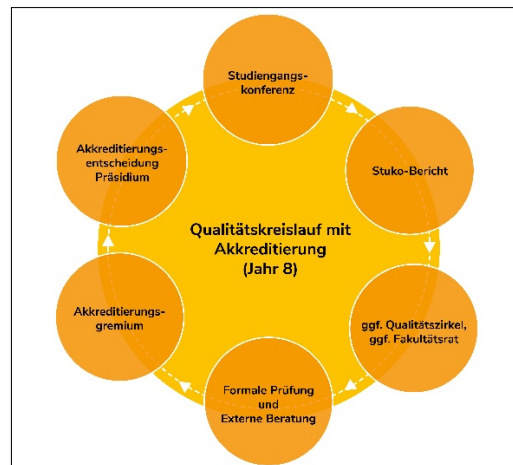 Studiengangs-
konferenz
Stuko-Bericht
ggf. Qualitätszirkel,
ggf. Fakultätsrat
Formale Prüfung
und
Externe Beratung
Akkreditierungs-
gremium
Akkreditierungs-
entscheidung
Präsidium
Qualitätskreislauf mit
Akkreditierung
(Jahr 8)